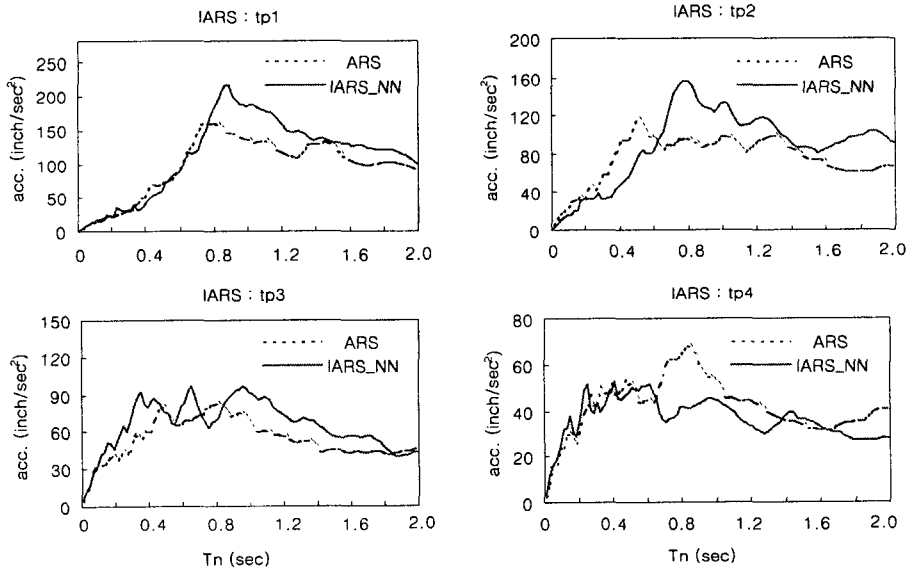 IARS : tp1
acc. (inch/sec²)
250
200
150
100
50
0
ARS
IARS_NN
0 0.4 0.8 1.2 1.6 2.0
IARS : tp2
acc. (inch/sec²)
200
160
120
80
40
0
ARS
IARS_NN
0 0.4 0.8 1.2 1.6 2.0
IARS : tp3
acc. (inch/sec²)
150
120
90
60
30
0
ARS
IARS_NN
0 0.4 0.8 1.2 1.6 2.0
Tn (sec)
IARS : tp4
acc. (inch/sec²)
80
60
40
20
0
ARS
IARS_NN
0 0.4 0.8 1.2 1.6 2.0
Tn (sec)